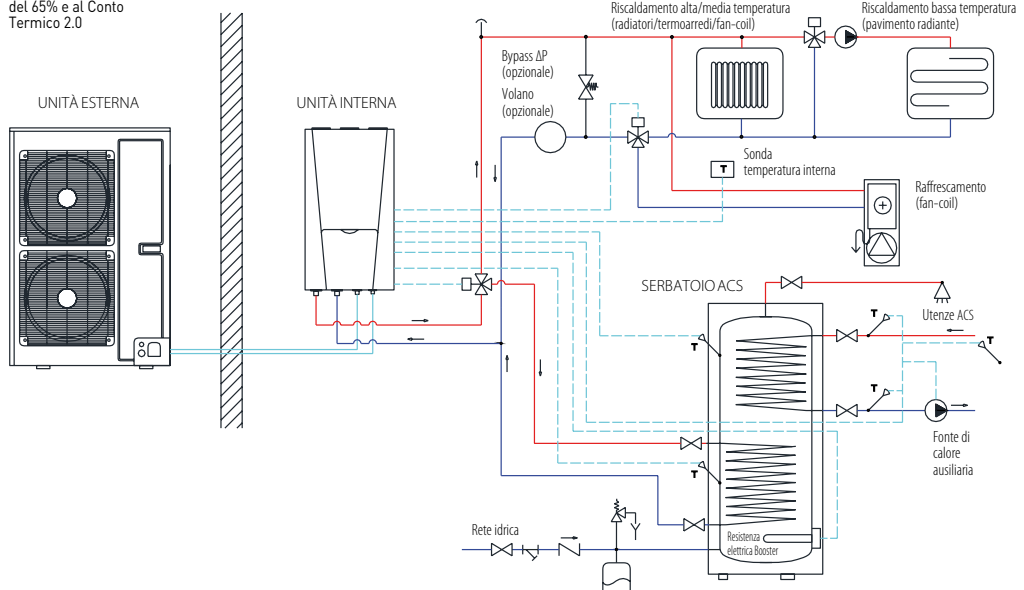 del 65% e al Conto
Termico 2.0
UNITÀ ESTERNA
UNITÀ INTERNA
Riscaldamento alta/media temperatura
(radiatori/termoarredi/fan-coil)
Riscaldamento bassa temperatura
(pavimento radiante)
Bypass ΔP
(opzionale)
Volano
(opzionale)
T
Sonda
temperatura interna
Raffrescamento
(fan-coil)
SERBATOIO ACS
Utenze ACS
T
T
T
T
T
Fonte di
calore
ausiliaria
Rete idrica
Resistenza
elettrica Booster